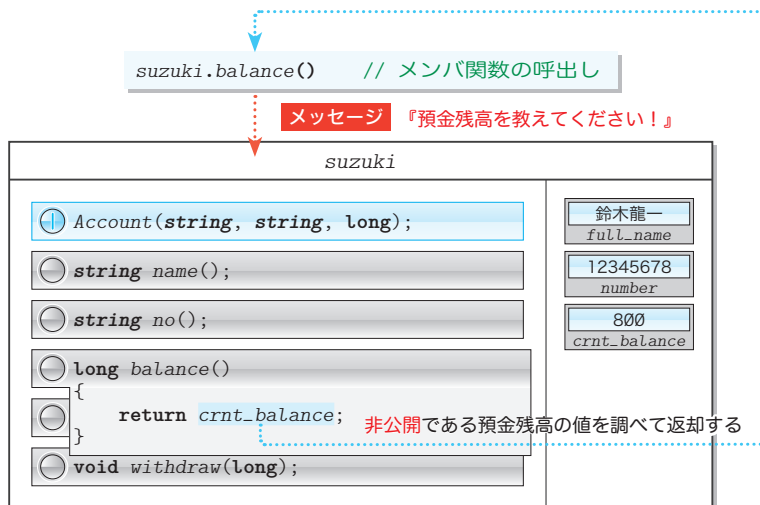 suzuki.balance() // メンバ関数の呼出し
メッセージ 『預金残高を教えてください!』
suzuki
Account(string, string, long);
string name();
string no();
long balance()
{
return crnt_balance;
}
void withdraw(long);
鈴木龍一
full_name
12345678
number
800
crnt_balance
非公開である預金残高の値を調べて返却する